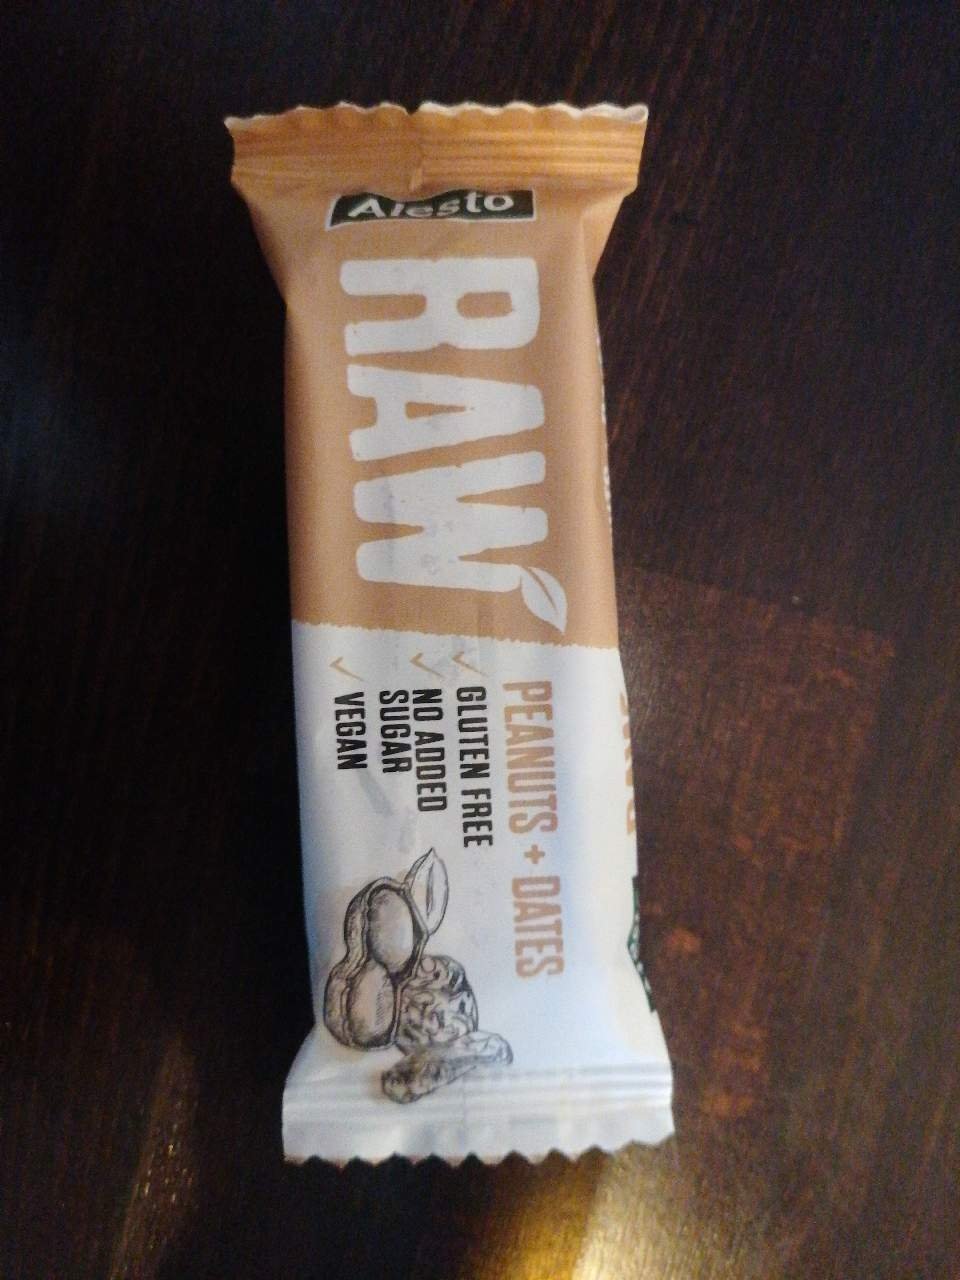 Alesto
RAW
PEANUTS + DATES
GLUTEN FREE
NO ADDED
SUGAR
VEGAN